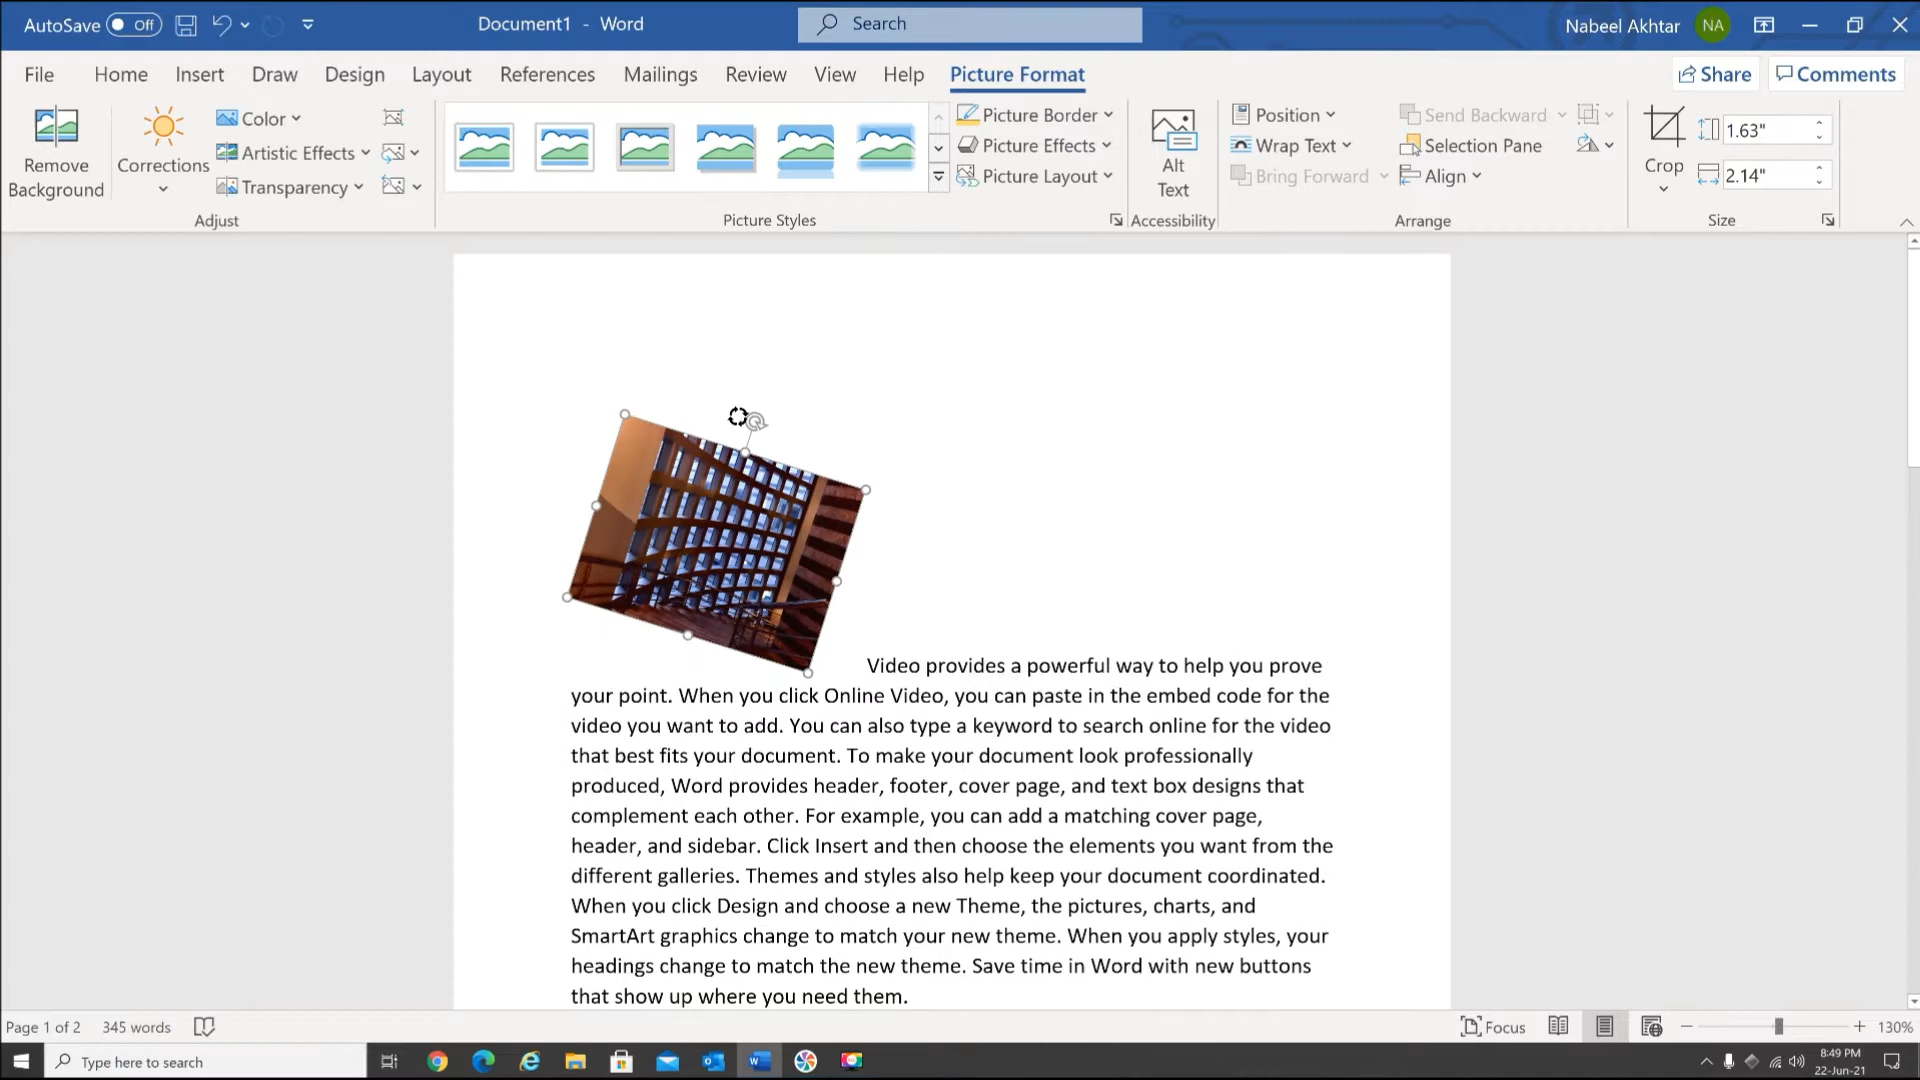 AutoSave Off Document1 - Word Search Nabeel Akhtar NA
File Home Insert Draw Design Layout References Mailings Review View Help Picture Format Share Comments
Remove Background
Corrections
Color
Artistic Effects
Transparency
Adjust
Picture Styles
Picture Border
Picture Effects
Picture Layout
Alt Text
Accessibility
Position
Wrap Text
Bring Forward
Send Backward
Selection Pane
Align
Arrange
Crop
1.63"
2.14"
Size
Video provides a powerful way to help you prove
your point. When you click Online Video, you can paste in the embed code for the
video you want to add. You can also type a keyword to search online for the video
that best fits your document. To make your document look professionally
produced, Word provides header, footer, cover page, and text box designs that
complement each other. For example, you can add a matching cover page,
header, and sidebar. Click Insert and then choose the elements you want from the
different galleries. Themes and styles also help keep your document coordinated.
When you click Design and choose a new Theme, the pictures, charts, and
SmartArt graphics change to match your new theme. When you apply styles, your
headings change to match the new theme. Save time in Word with new buttons
that show up where you need them.
Page 1 of 2 345 words Focus 130%
Type here to search
8:49 PM
22-Jun-21